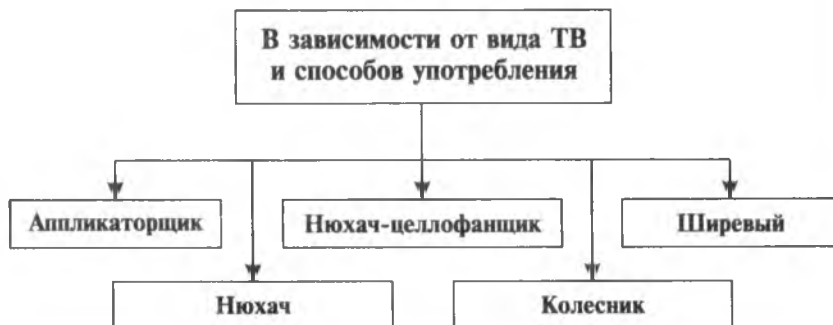 В зависимости от вида ТВ
и способов употребления
Аппликаторщик
Нюхач-целлофанщик
Ширевый
Нюхач
Колесник